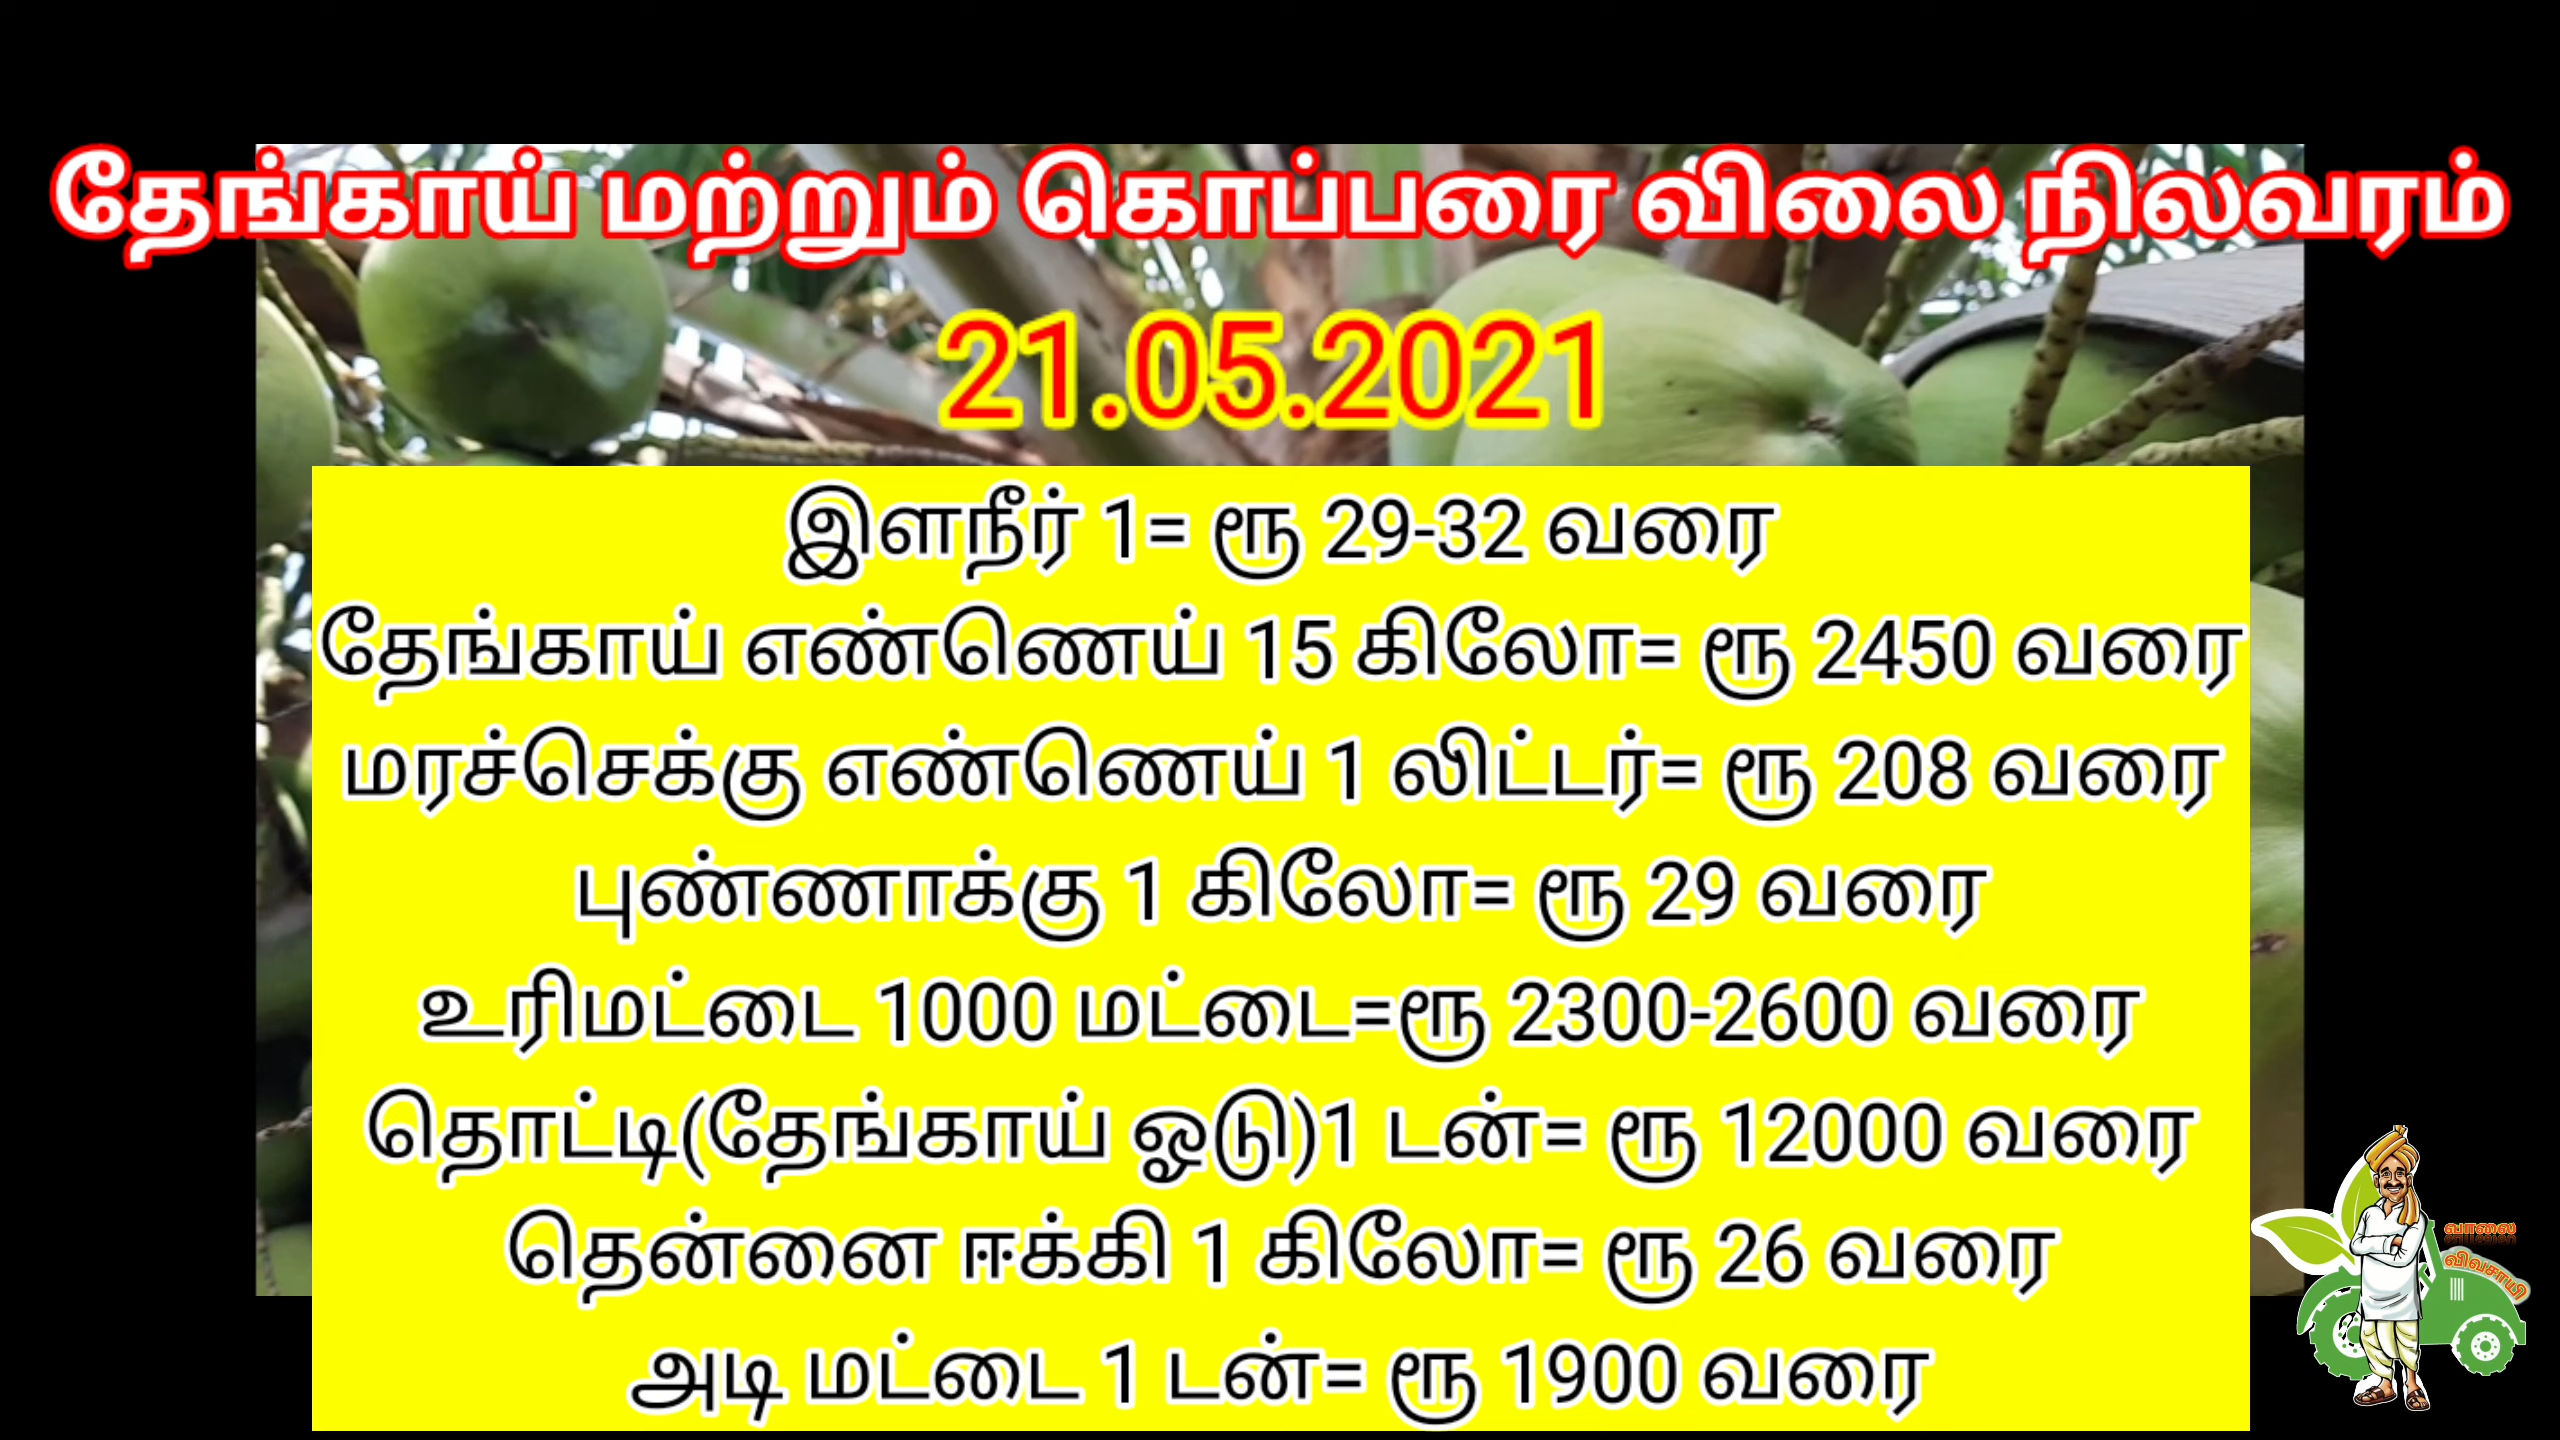 தேங்காய் மற்றும் கொப்பரை விலை நிலவரம்
21.05.2021
இளநீர் 1= ரூ 29-32 வரை
தேங்காய் எண்ணெய் 15 கிலோ= ரூ 2450 வரை
மரச்செக்கு எண்ணெய் 1 லிட்டர்= ரூ 208 வரை
புண்ணாக்கு 1 கிலோ= ரூ 29 வரை
உரிமட்டை 1000 மட்டை=ரூ 2300-2600 வரை
தொட்டி(தேங்காய் ஓடு)1 டன்= ரூ 12000 வரை
தென்னை ஈக்கி 1 கிலோ= ரூ 26 வரை
அடி மட்டை 1 டன்= ரூ 1900 வரை
வாலை
விவசாயி